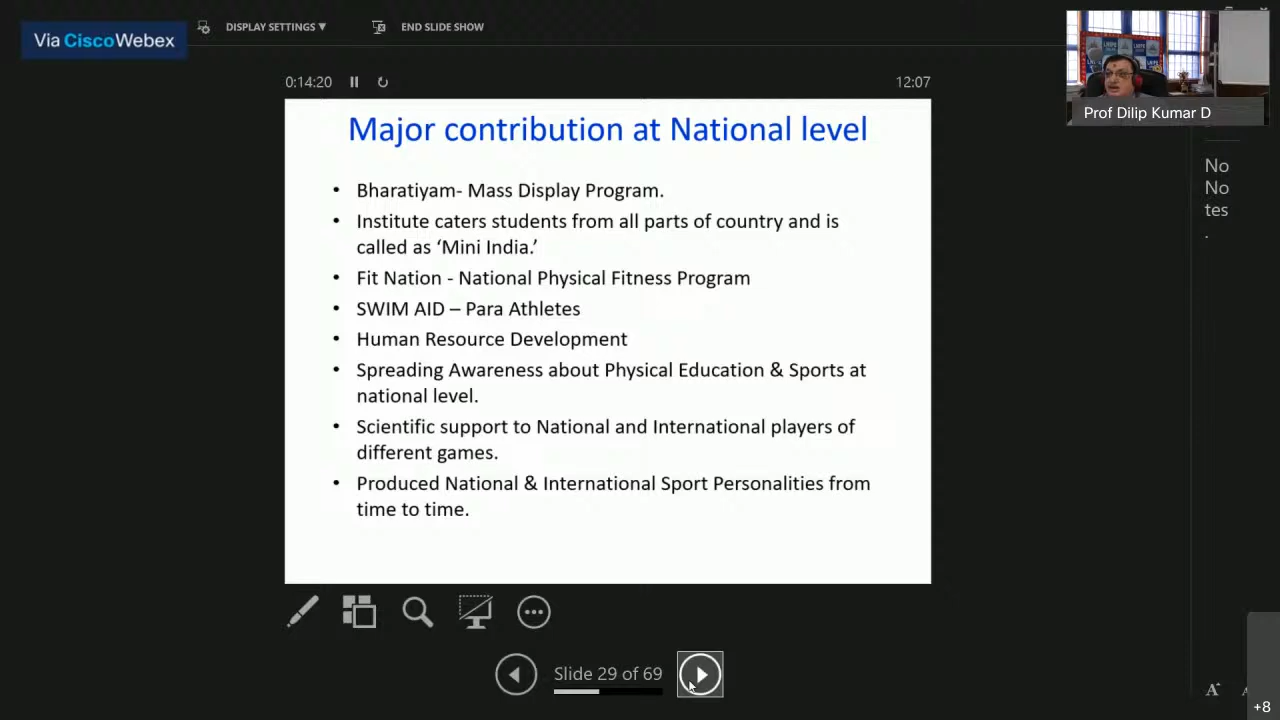 Via CiscoWebex
DISPLAY SETTINGS ▼
END SLIDE SHOW
0:14:20
12:07
Prof Dilip Kumar D
Major contribution at National level
• Bharatiyam- Mass Display Program.
• Institute caters students from all parts of country and is
called as ‘Mini India.’
• Fit Nation - National Physical Fitness Program
• SWIM AID – Para Athletes
• Human Resource Development
• Spreading Awareness about Physical Education & Sports at
national level.
• Scientific support to National and International players of
different games.
• Produced National & International Sport Personalities from
time to time.
No
No
tes
.
Slide 29 of 69
A
+8